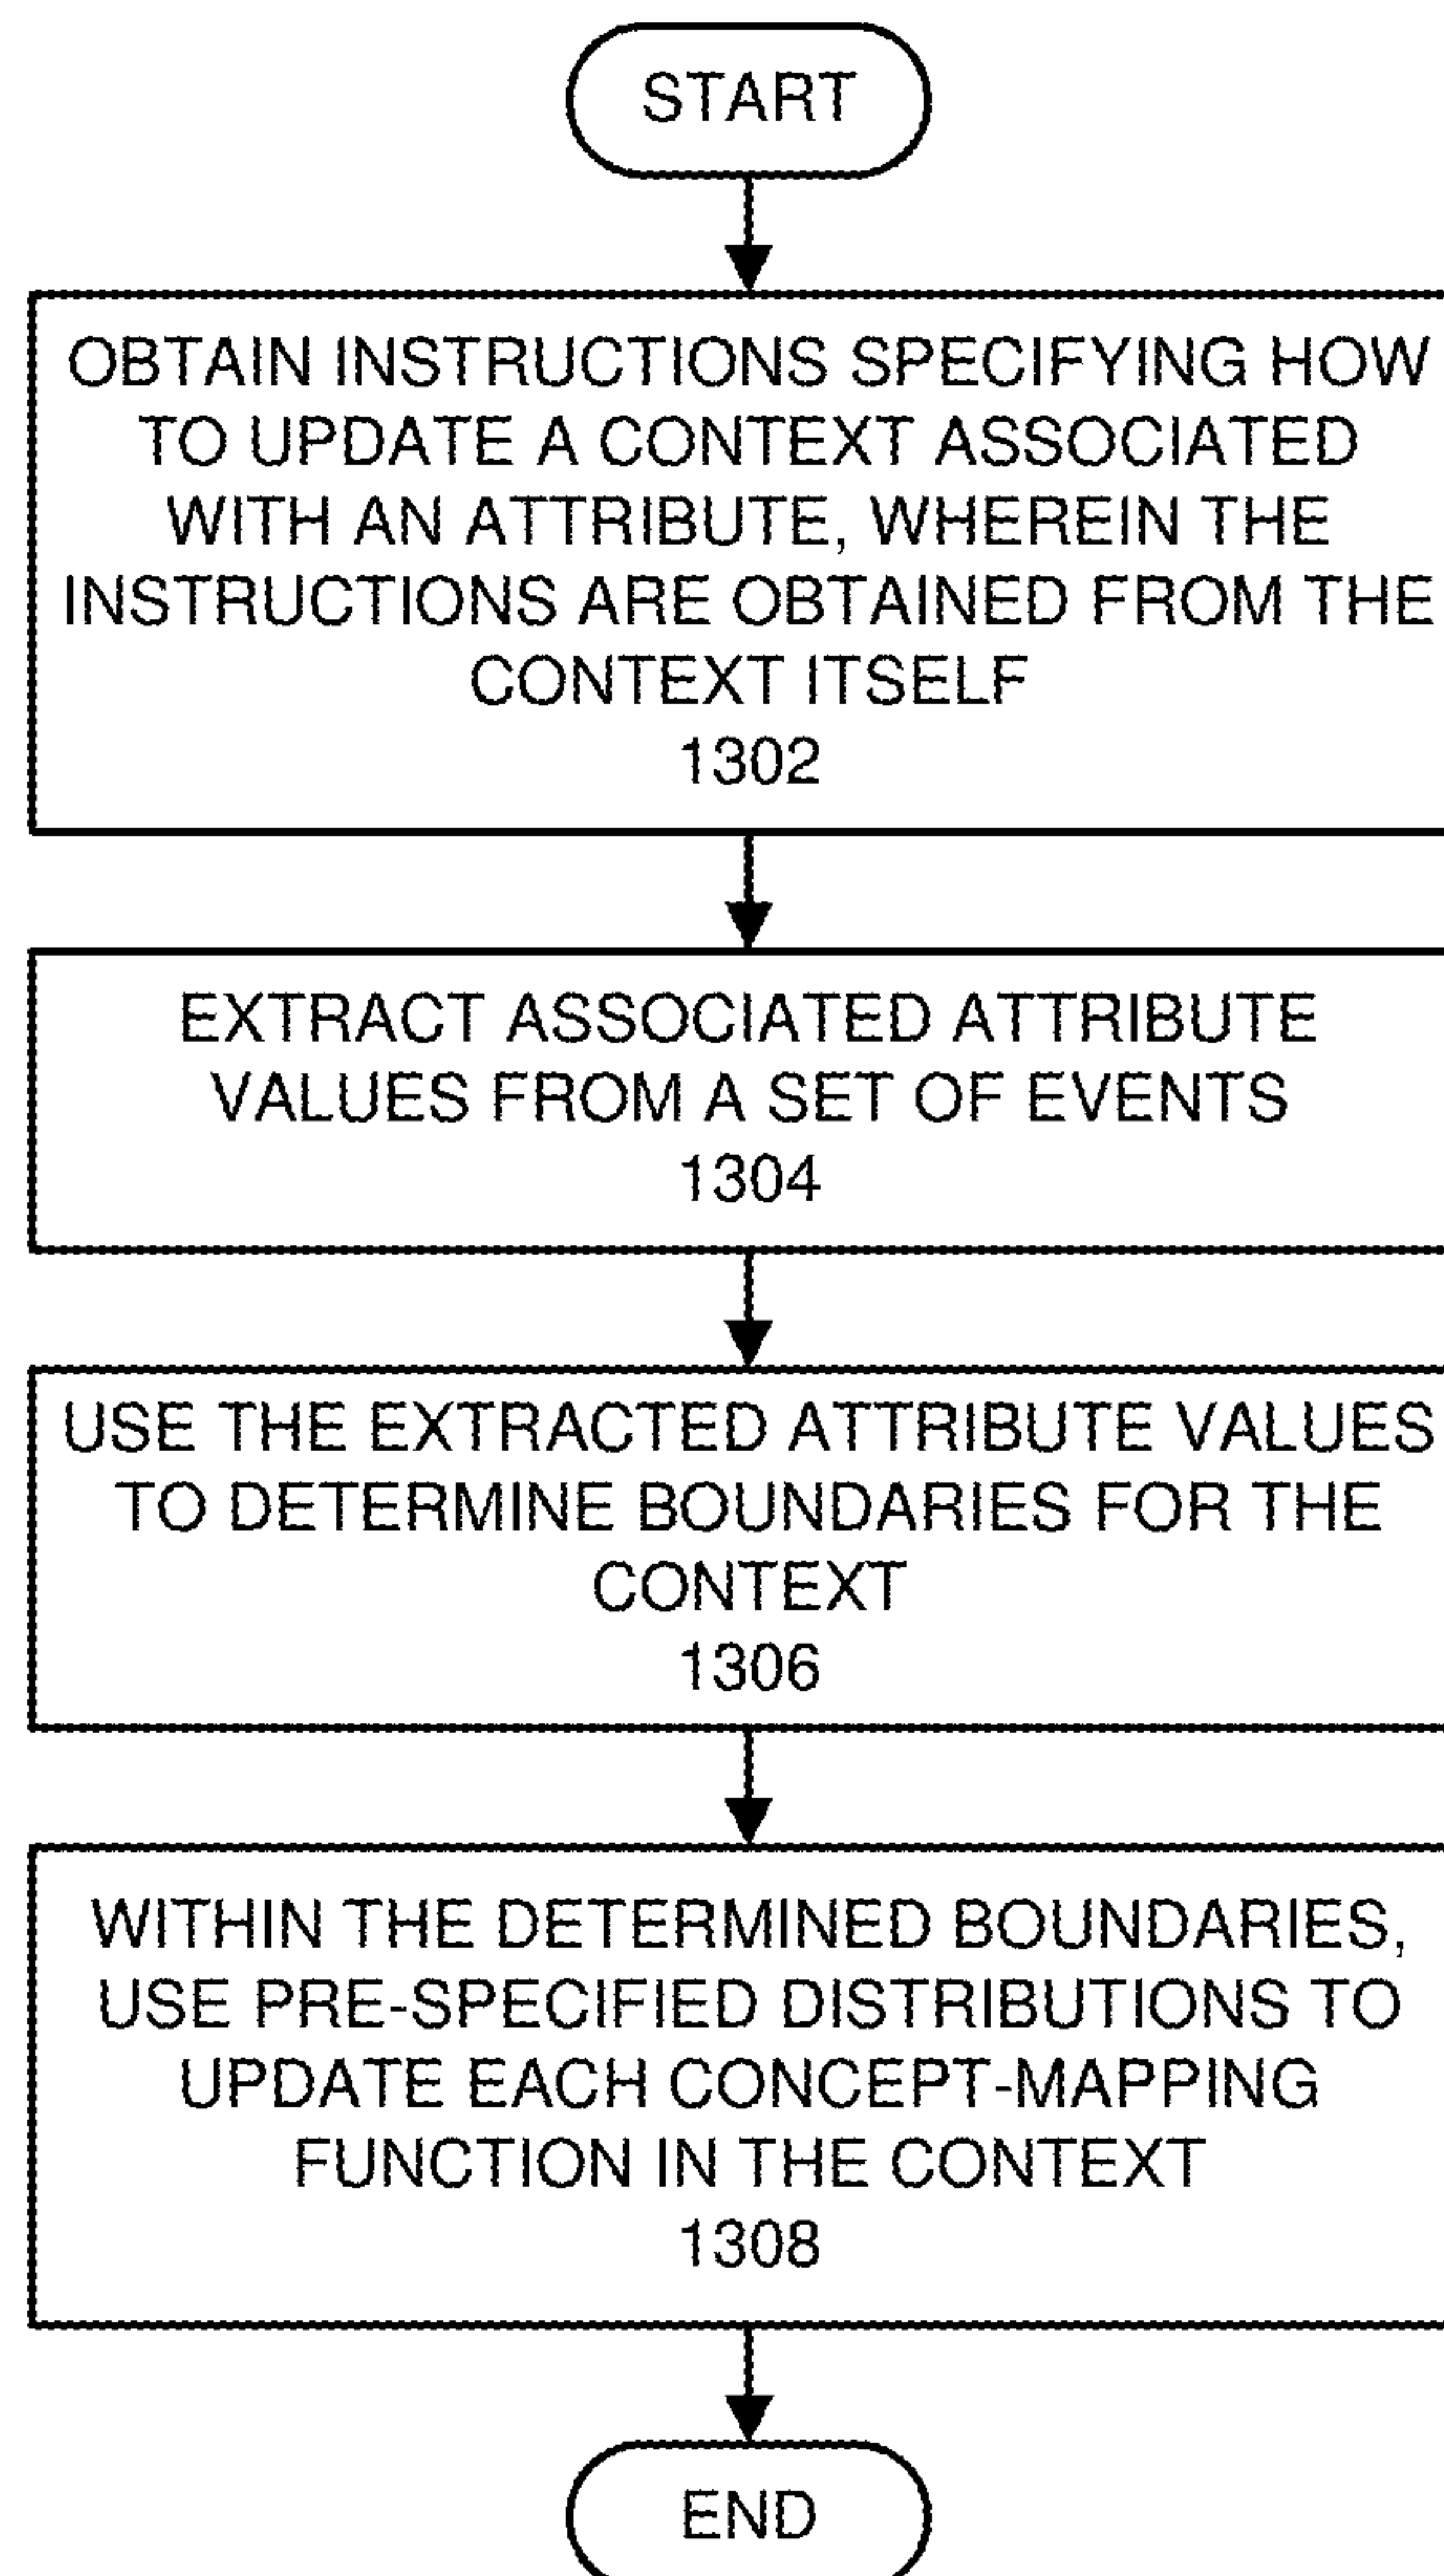 START
OBTAIN INSTRUCTIONS SPECIFYING HOW
TO UPDATE A CONTEXT ASSOCIATED
WITH AN ATTRIBUTE, WHEREIN THE
INSTRUCTIONS ARE OBTAINED FROM THE
CONTEXT ITSELF
1302
EXTRACT ASSOCIATED ATTRIBUTE
VALUES FROM A SET OF EVENTS
1304
USE THE EXTRACTED ATTRIBUTE VALUES
TO DETERMINE BOUNDARIES FOR THE
CONTEXT
1306
WITHIN THE DETERMINED BOUNDARIES,
USE PRE-SPECIFIED DISTRIBUTIONS TO
UPDATE EACH CONCEPT-MAPPING
FUNCTION IN THE CONTEXT
1308
END